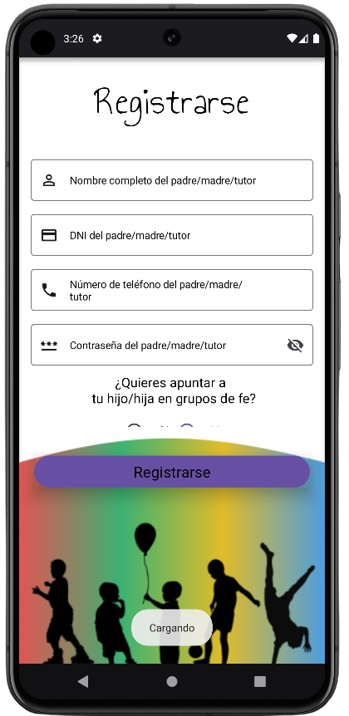 3:26
Registrarse
Nombre completo del padre/madre/tutor
DNI del padre/madre/tutor
Número de teléfono del padre/madre/
tutor
Contraseña del padre/madre/tutor
¿Quieres apuntar a
tu hijo/hija en grupos de fe?
Registrarse
Cargando